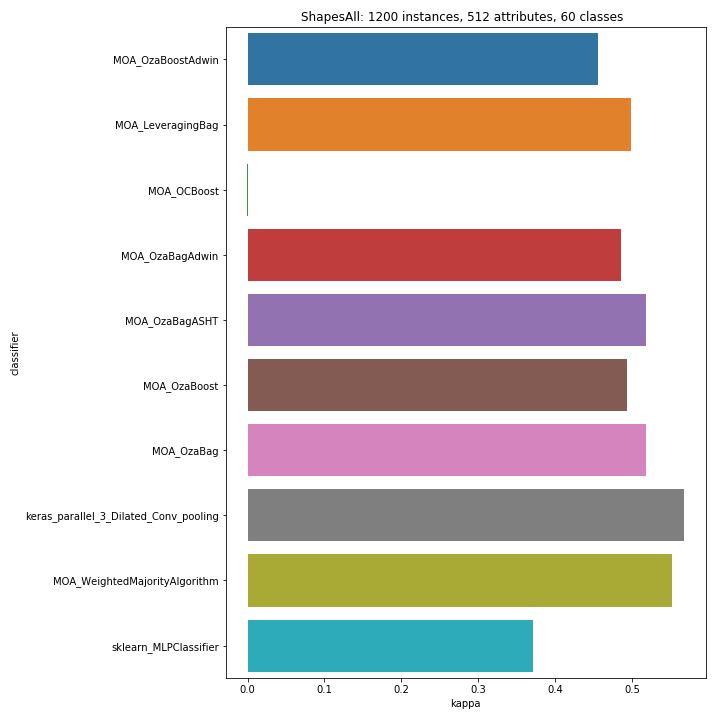 ShapesAll: 1200 instances, 512 attributes, 60 classes
MOA_OzaBoostAdwin
MOA_LeveragingBag
MOA_OCBoost
MOA_OzaBagAdwin
MOA_OzaBagASHT
classifier
MOA_OzaBoost
MOA_OzaBag
keras_parallel_3_Dilated_Conv_pooling
MOA_WeightedMajorityAlgorithm
sklearn_MLPClassifier
0.0 0.1 0.2 0.3 0.4 0.5
kappa